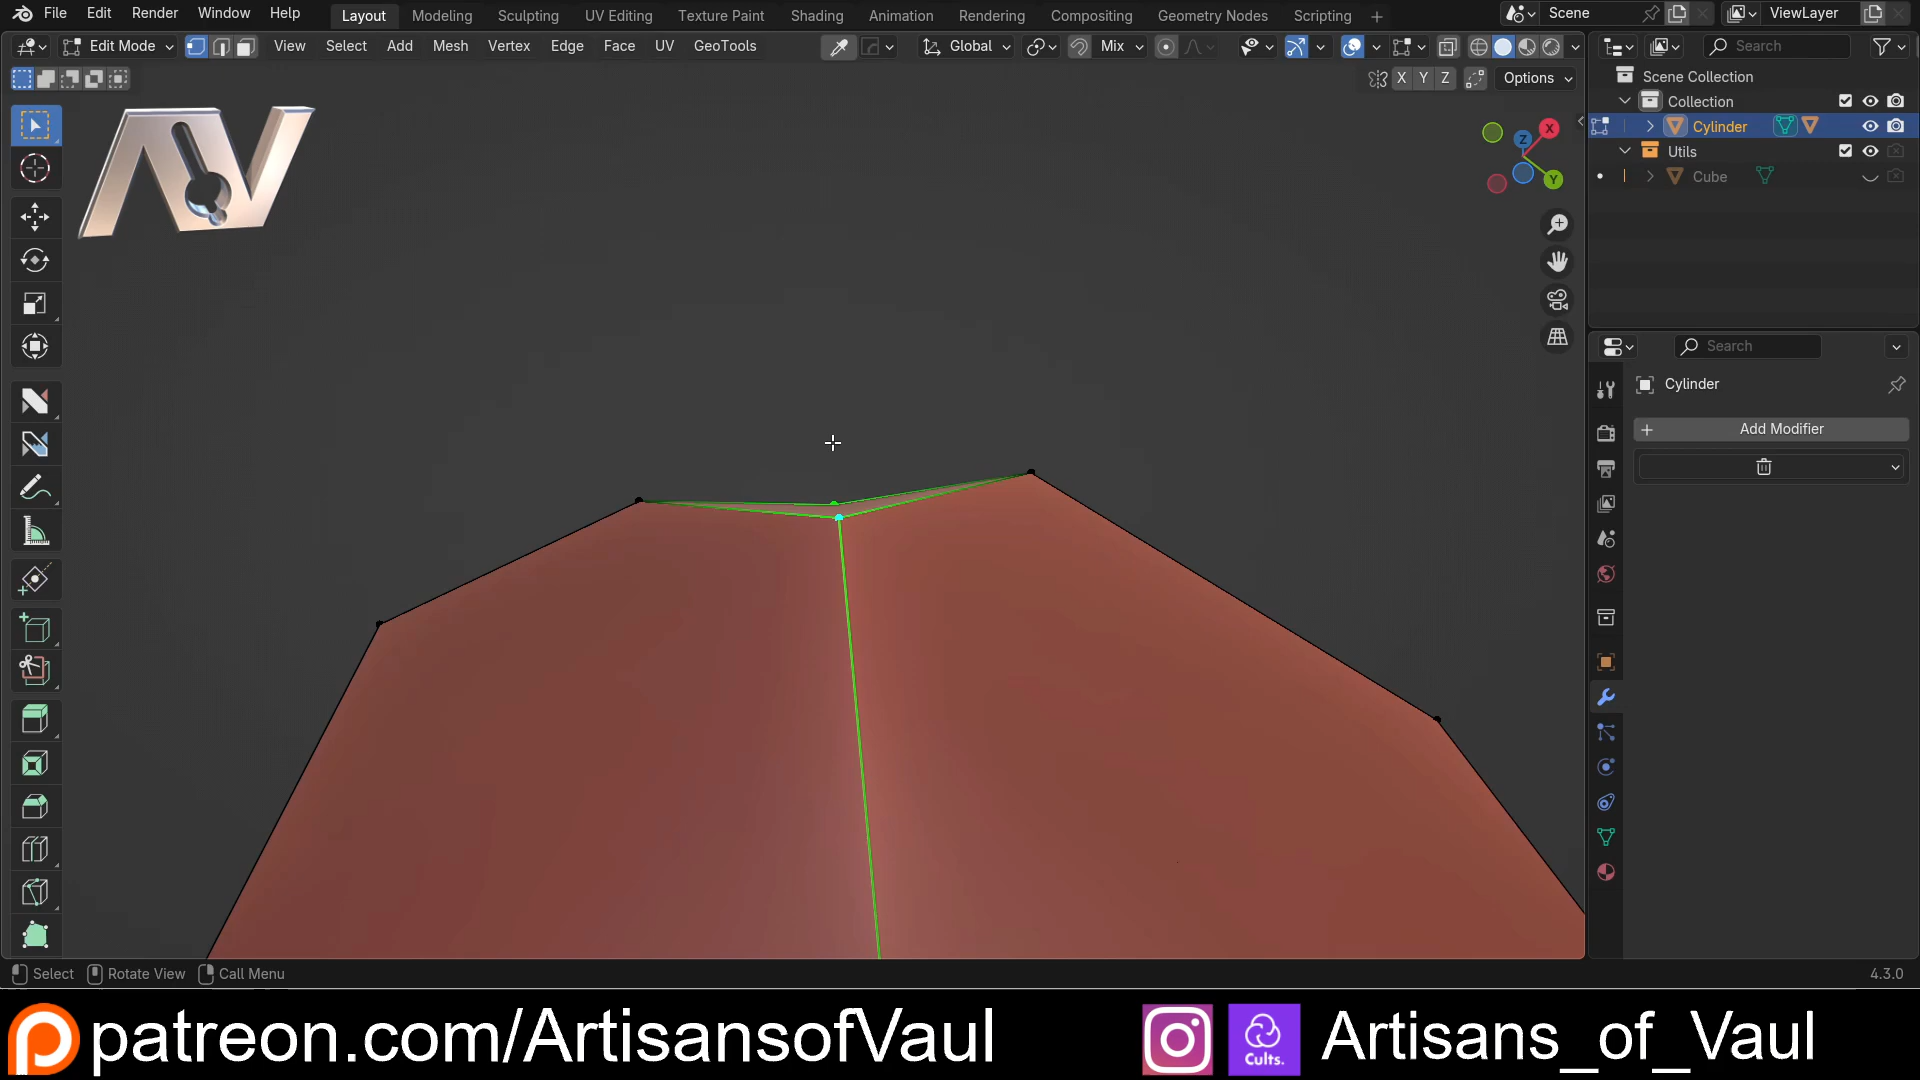 File Edit Render Window Help Layout Modeling Sculpting UV Editing Texture Paint Shading Animation Rendering Compositing Geometry Nodes Scripting + Scene ViewLayer
Edit Mode View Select Add Mesh Vertex Edge Face UV GeoTools Global Mix Search
X Y Z Options
Scene Collection
Collection
Cylinder
Utils
Cube
X
Z
Y
AV
Search
Cylinder
+ Add Modifier
Select Rotate View Call Menu 4.3.0
patreon.com/ArtisansofVaul Cults. Artisans_of_Vaul